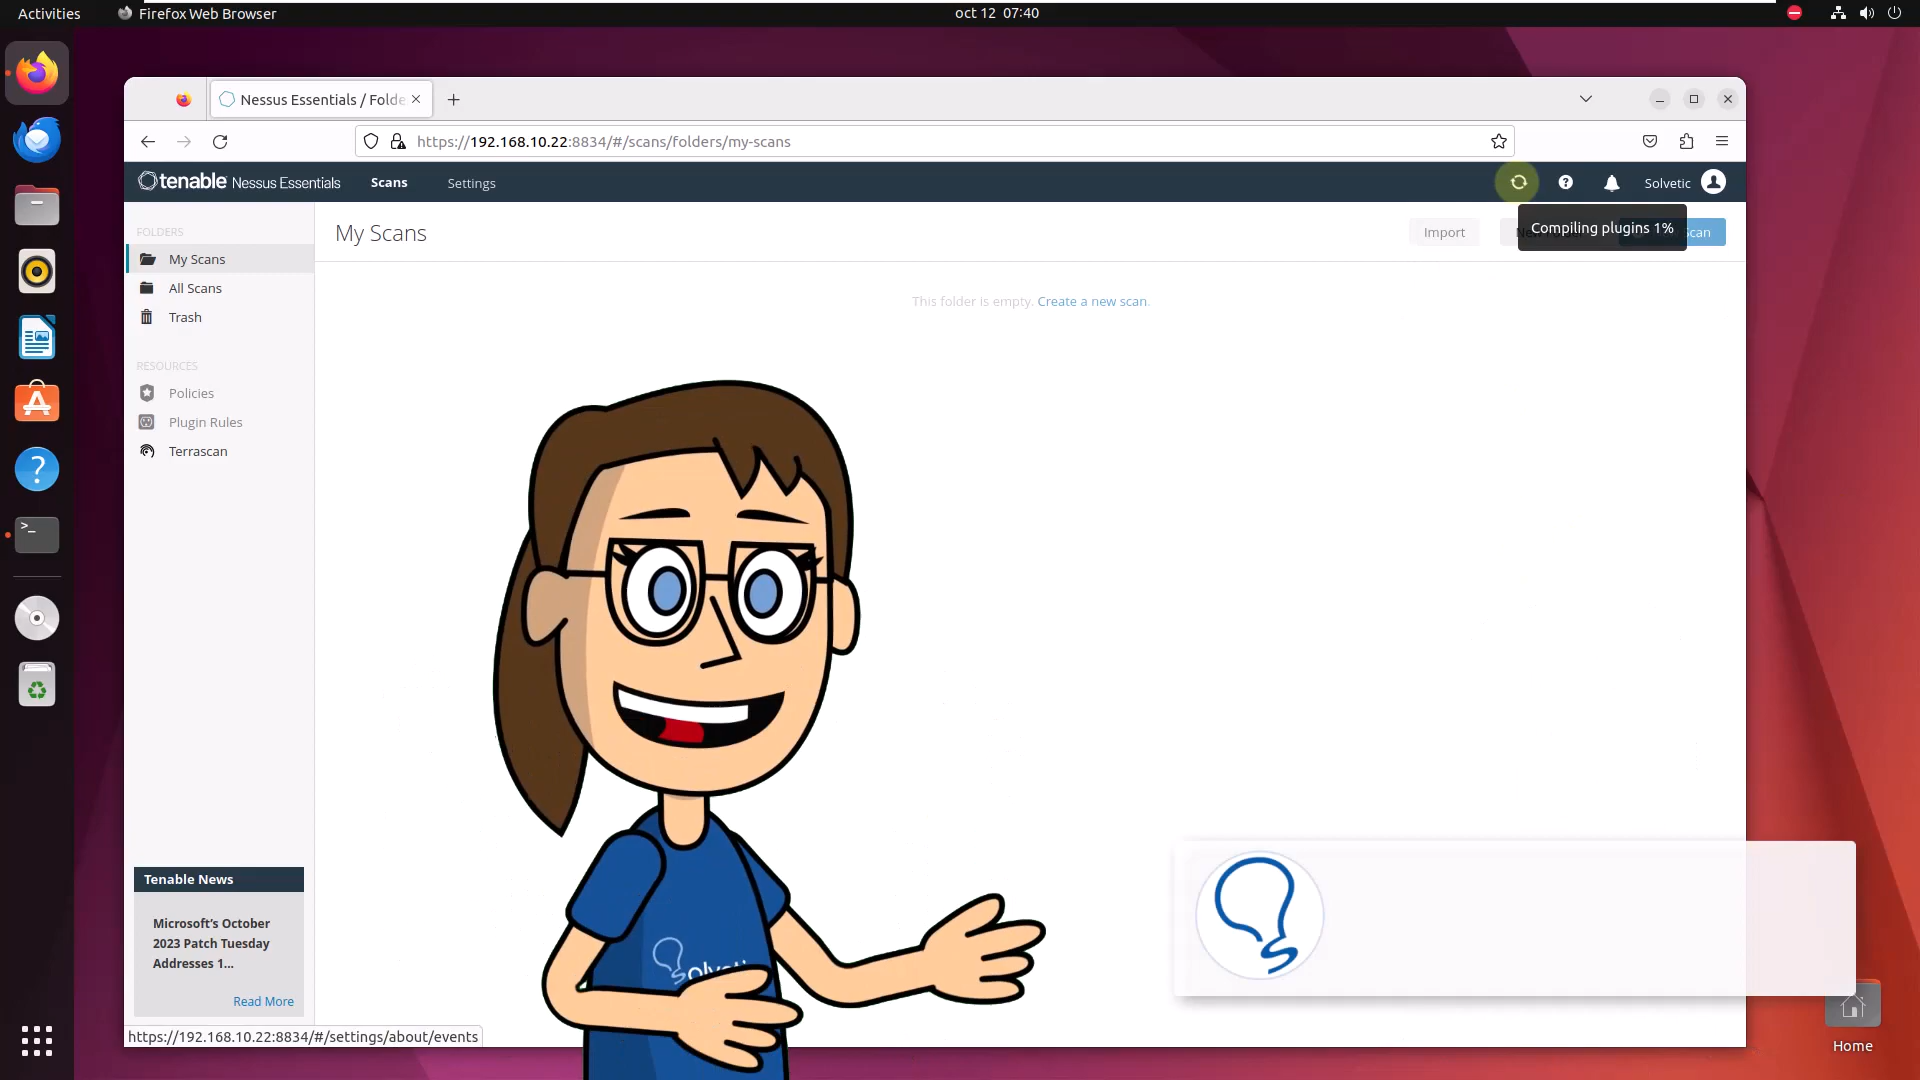 Activities
Firefox Web Browser
oct 12 07:40
Nessus Essentials / Folde
https://192.168.10.22:8834/#/scans/folders/my-scans
tenable Nessus Essentials
Scans
Settings
Solvetic
Compiling plugins 1%
FOLDERS
My Scans
All Scans
Trash
RESOURCES
Policies
Plugin Rules
Terrascan
My Scans
Import
Scan
This folder is empty. Create a new scan.
Tenable News
Microsoft's October
2023 Patch Tuesday
Addresses 1...
Read More
https://192.168.10.22:8834/#/settings/about/events
Home